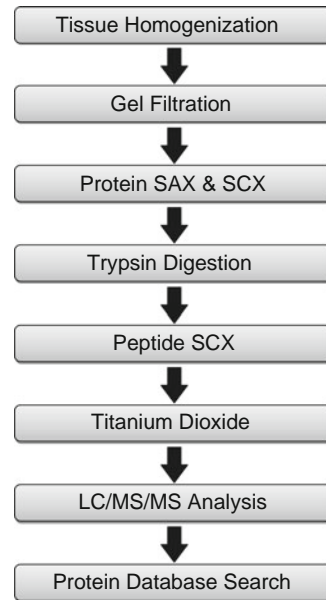 Tissue Homogenization
Gel Filtration
Protein SAX & SCX
Trypsin Digestion
Peptide SCX
Titanium Dioxide
LC/MS/MS Analysis
Protein Database Search